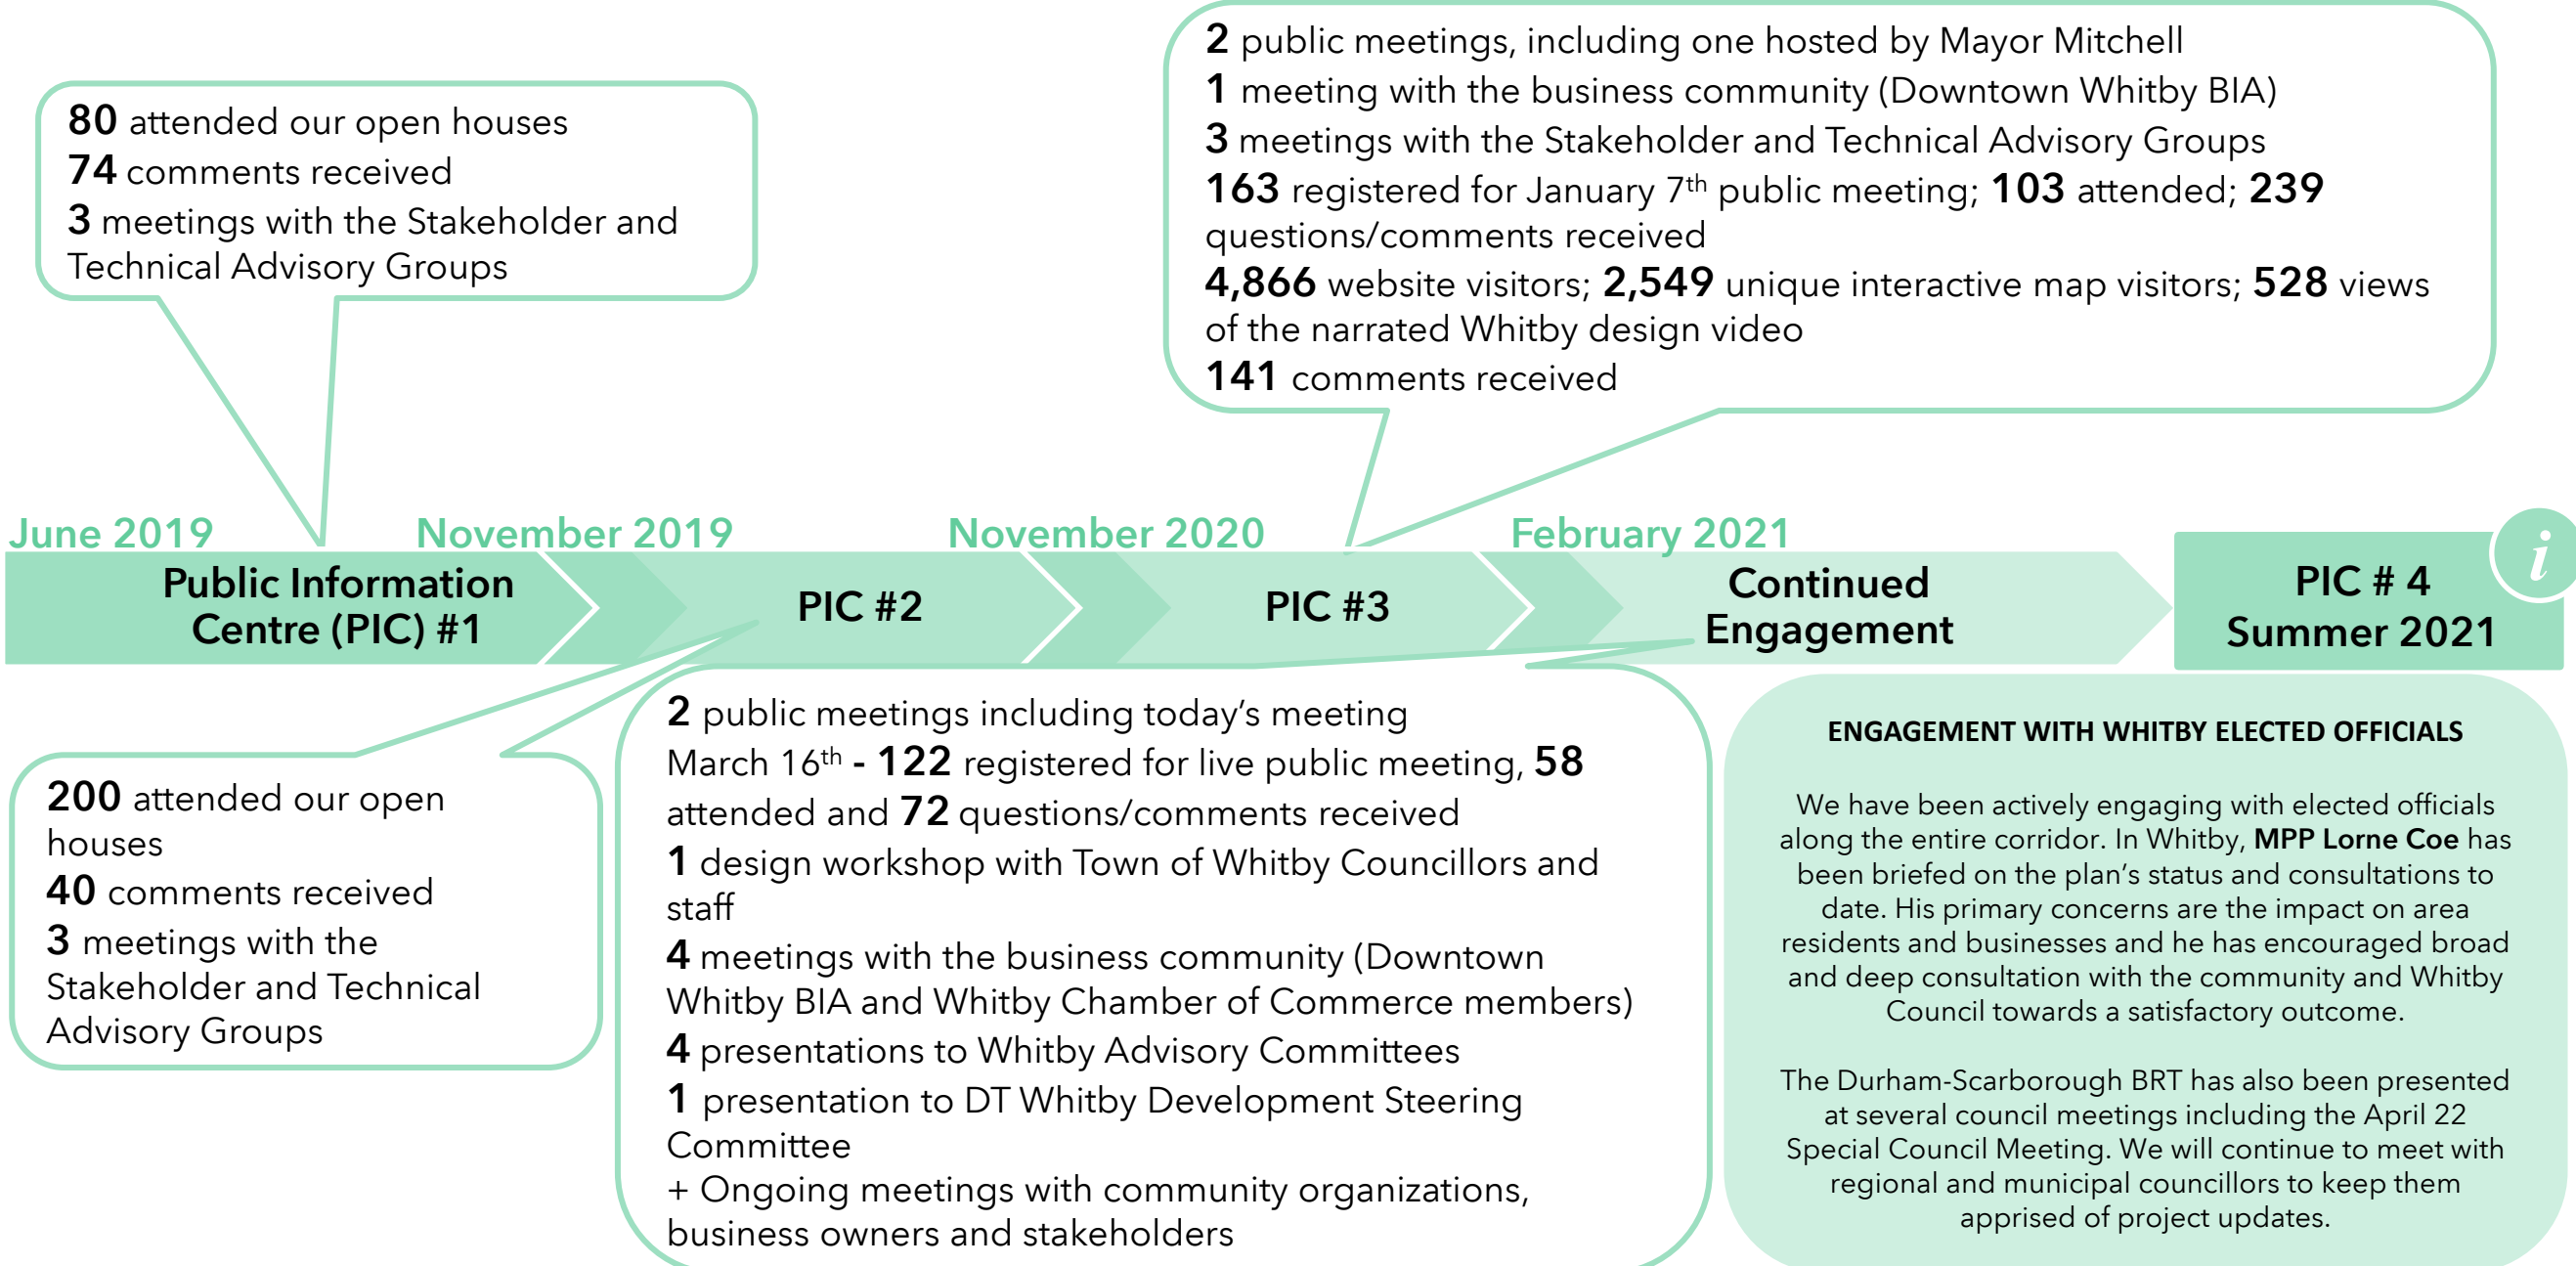 80 attended our open houses
74 comments received
3 meetings with the Stakeholder and
Technical Advisory Groups
2 public meetings, including one hosted by Mayor Mitchell
1 meeting with the business community (Downtown Whitby BIA)
3 meetings with the Stakeholder and Technical Advisory Groups
163 registered for January 7th public meeting; 103 attended; 239
questions/comments received
4,866 website visitors; 2,549 unique interactive map visitors; 528 views
of the narrated Whitby design video
141 comments received
June 2019
November 2019
November 2020
February 2021
Public Information
Centre (PIC) #1
PIC #2
PIC #3
Continued
Engagement
PIC # 4
Summer 2021
i
200 attended our open
houses
40 comments received
3 meetings with the
Stakeholder and Technical
Advisory Groups
2 public meetings including today's meeting
March 16th - 122 registered for live public meeting, 58
attended and 72 questions/comments received
1 design workshop with Town of Whitby Councillors and
staff
4 meetings with the business community (Downtown
Whitby BIA and Whitby Chamber of Commerce members)
4 presentations to Whitby Advisory Committees
1 presentation to DT Whitby Development Steering
Committee
+ Ongoing meetings with community organizations,
business owners and stakeholders
ENGAGEMENT WITH WHITBY ELECTED OFFICIALS
We have been actively engaging with elected officials
along the entire corridor. In Whitby, MPP Lorne Coe has
been briefed on the plan's status and consultations to
date. His primary concerns are the impact on area
residents and businesses and he has encouraged broad
and deep consultation with the community and Whitby
Council towards a satisfactory outcome.
The Durham-Scarborough BRT has also been presented
at several council meetings including the April 22
Special Council Meeting. We will continue to meet with
regional and municipal councillors to keep them
apprised of project updates.